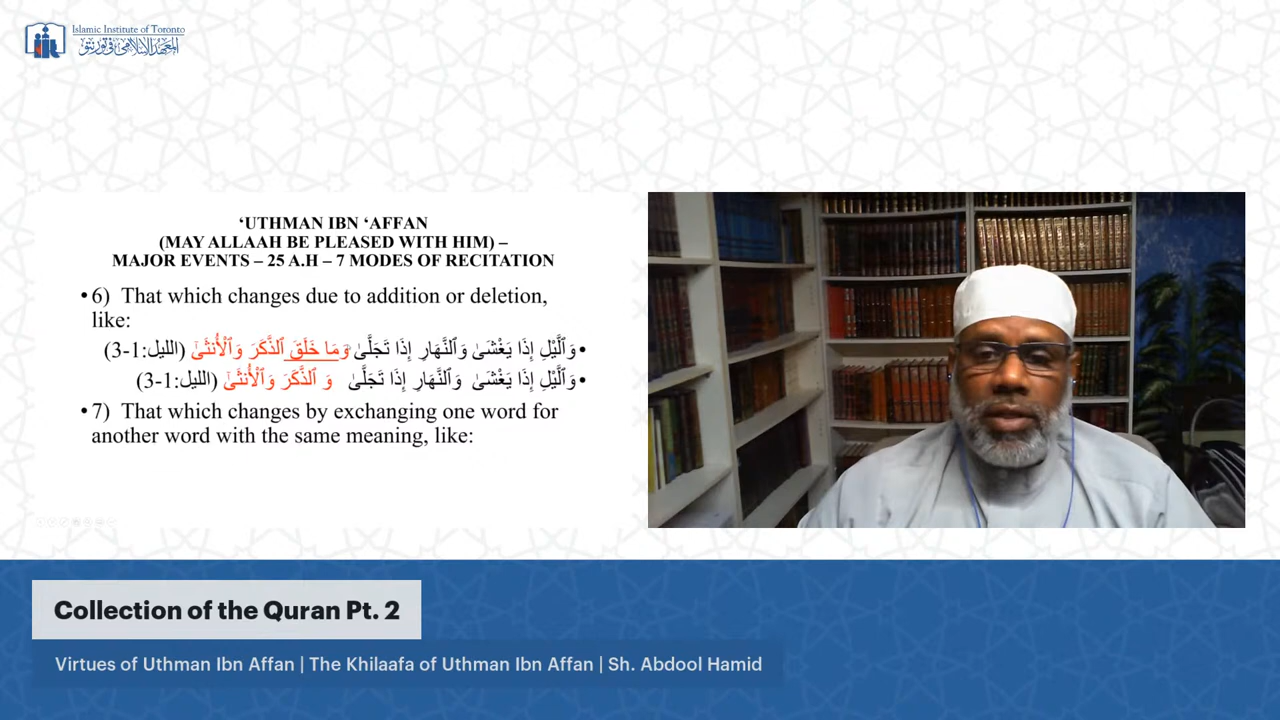 Islamic Institute of Toronto
المعهد الإسلامي في تورنتو
‘UTHMAN IBN ‘AFFAN
(MAY ALLAAH BE PLEASED WITH HIM) –
MAJOR EVENTS – 25 A.H – 7 MODES OF RECITATION
•6) That which changes due to addition or deletion,
like:
•وَٱلَّيۡلِ إِذَا يَغۡشَىٰ وَٱلنَّهَارِ إِذَا تَجَلَّىٰ وَمَا خَلَقَ ٱلذَّكَرَ وَٱلۡأُنثَىٰٓ (الليل:1-3)
•وَٱلَّيۡلِ إِذَا يَغۡشَىٰ وَٱلنَّهَارِ إِذَا تَجَلَّىٰ وَ ٱلذَّكَرَ وَٱلۡأُنثَىٰٓ (الليل:1-3)
•7) That which changes by exchanging one word for
another word with the same meaning, like:
Collection of the Quran Pt. 2
Virtues of Uthman Ibn Affan | The Khilaafa of Uthman Ibn Affan | Sh. Abdool Hamid